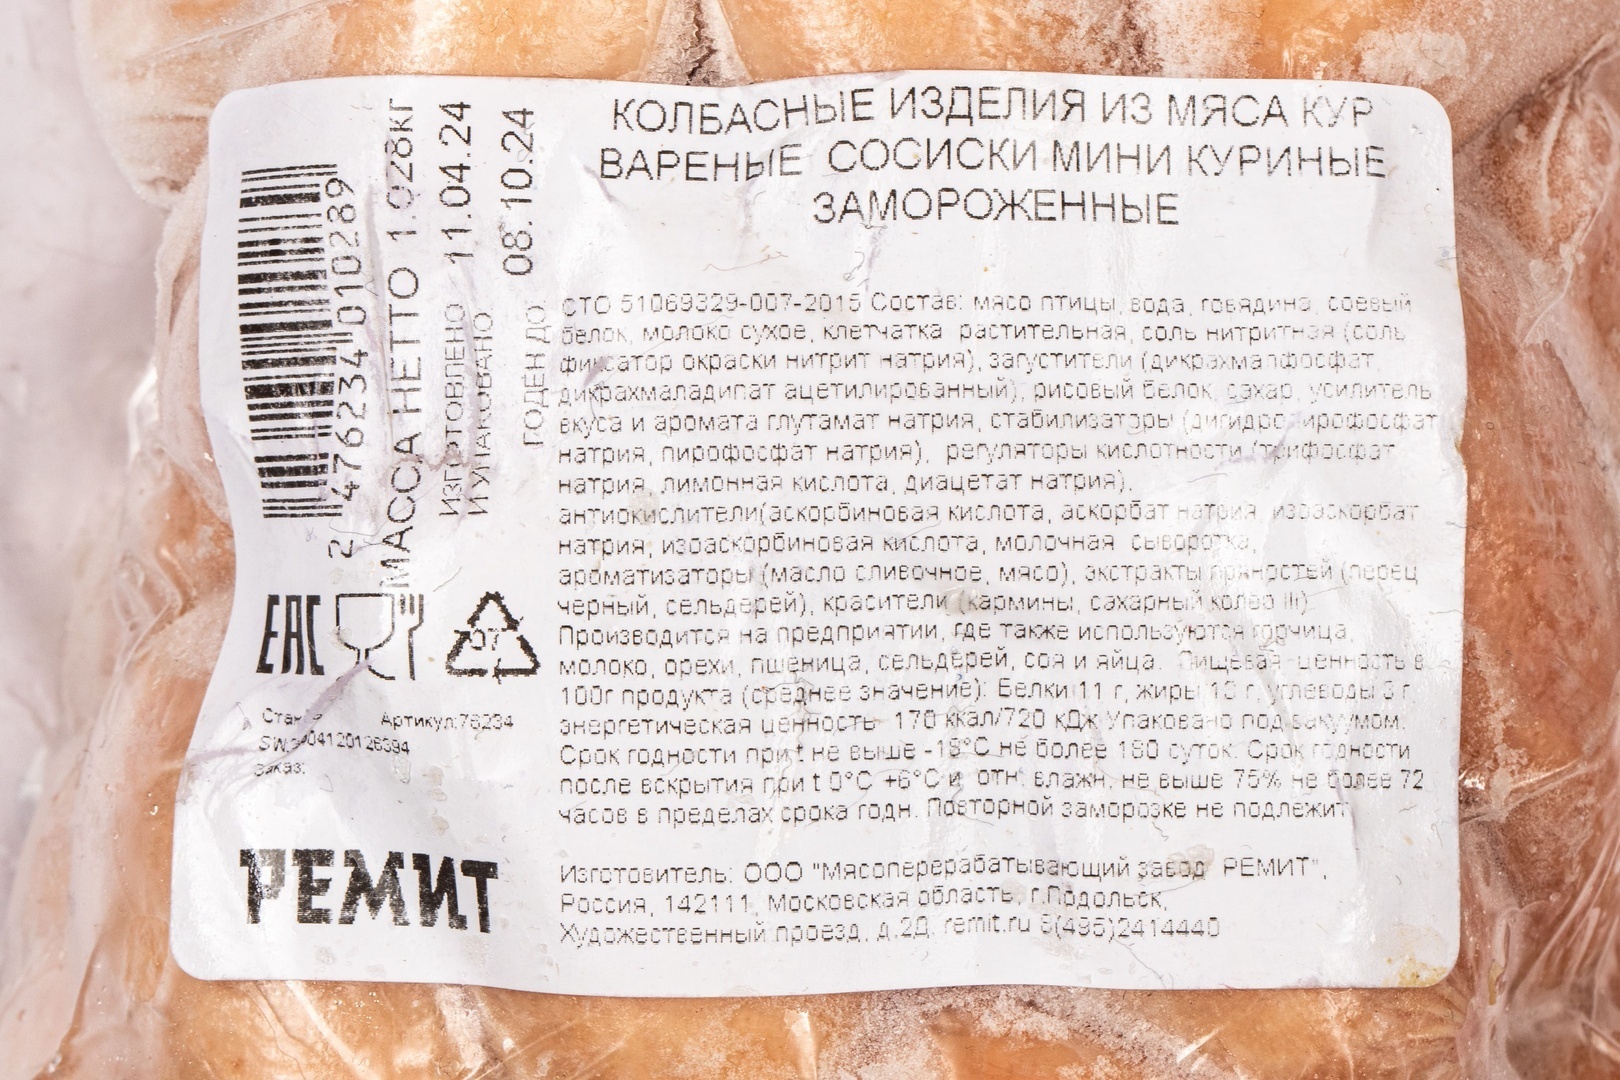 КОЛБАСНЫЕ ИЗДЕЛИЯ ИЗ МЯСА КУР
ВАРЕНЫЕ СОСИСКИ МИНИ КУРИНЫЕ
ЗАМОРОЖЕННЫЕ
2 476234 010289
МАССА НЕТТО 1.028кг
ИЗГОТОВЛЕНО 11.04.24
И УПАКОВАНО
ГОДЕН ДО: 08.10.24
СТО 51069329-007-2015 Состав: мясо птицы, вода, говядина, соевый
белок, молоко сухое, клетчатка растительная, соль нитритная (соль,
фиксатор окраски нитрит натрия), загустители (дикрахмалфосфат,
дикрахмаладипат ацетилированный), рисовый белок, сахар, усилитель
вкуса и аромата глутамат натрия, стабилизаторы (дигидропирофосфат
натрия, пирофосфат натрия), регуляторы кислотности (трифосфат
натрия, лимонная кислота, диацетат натрия),
антиокислители(аскорбиновая кислота, аскорбат натрия, изоаскорбат
натрия, изоаскорбиновая кислота, молочная сыворотка,
ароматизаторы (масло сливочное, мясо), экстракты пряностей (перец
черный, сельдерей), красители (кармины, сахарный колер III).
Производится на предприятии, где также используются горчица,
молоко, орехи, пшеница, сельдерей, соя и яйца. Пищевая ценность в
100г продукта (среднее значение): Белки 11 г, жиры г, углеводы г,
энергетическая ценность 170 ккал/720 кДж Упаковано под вакуумом.
Срок годности при t не выше -18°C не более 180 суток. Срок годности
после вскрытия при t 0°C +6°C и отн. влажн. не выше 75% не более 72
часов в пределах срока годн. Повторной заморозке не подлежит.
Изготовитель: ООО "Мясоперерабатывающий завод РЕМИТ",
Россия, 142111, Московская область, г.Подольск,
Художественный проезд, д.2Д. remit.ru 8(495)2414440
EAC
07
Артикул:76234
заказ:
РЕМИТ